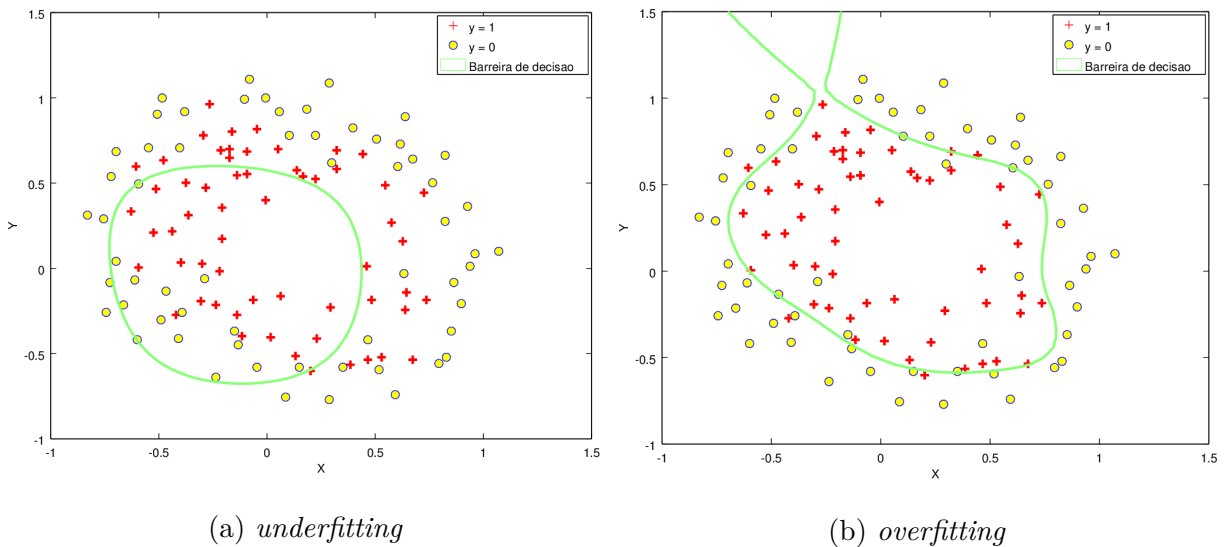 1.5
1
0.5
0
-0.5
-1
-1
-0.5
0
0.5
1
1.5
Y
X
y = 1
y = 0
Barreira de decisao
(a) underfitting
1.5
1
0.5
0
-0.5
-1
-1
-0.5
0
0.5
1
1.5
Y
X
y = 1
y = 0
Barreira de decisao
(b) overfitting